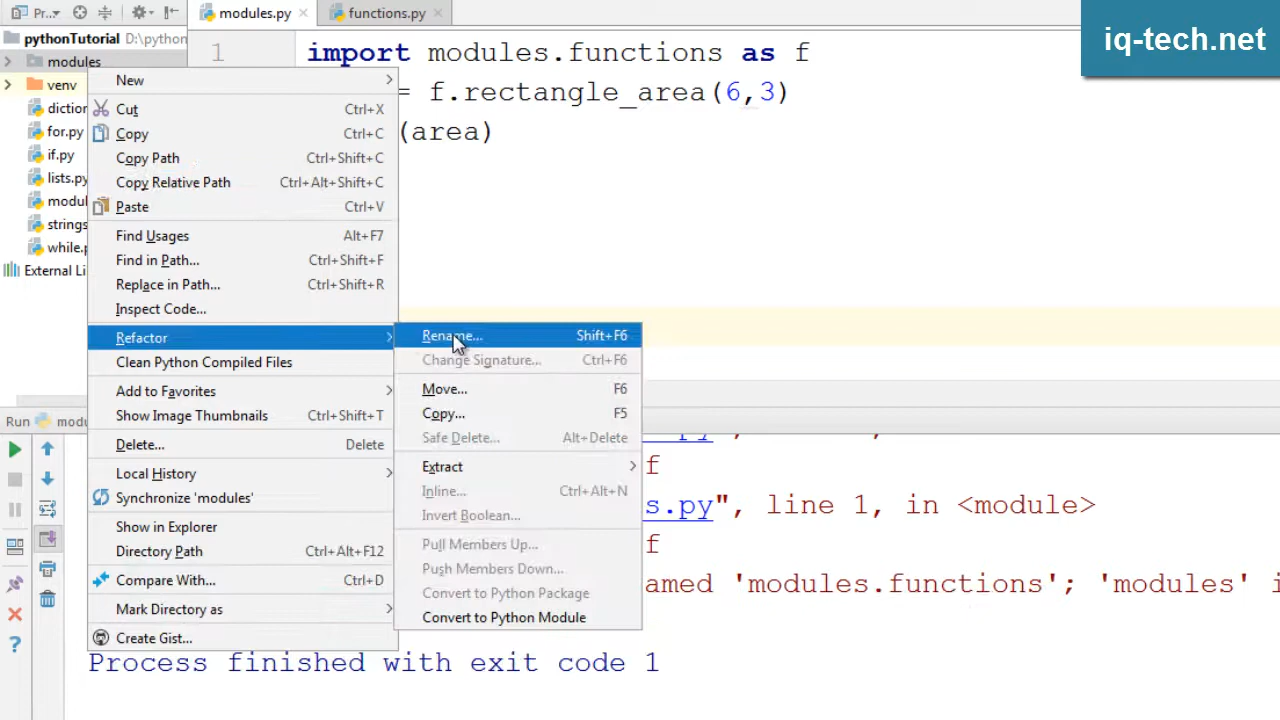 Pr...
modules.py
functions.py
iq-tech.net
pythonTutorial D:\python
modules
venv
for.py
if.py
lists.py
External Li
1
import modules.functions as f
= f.rectangle_area(6,3)
(area)
New
Cut Ctrl+X
Copy Ctrl+C
Copy Path Ctrl+Shift+C
Copy Relative Path Ctrl+Alt+Shift+C
Paste Ctrl+V
Find Usages Alt+F7
Find in Path... Ctrl+Shift+F
Replace in Path... Ctrl+Shift+R
Inspect Code...
Refactor
Clean Python Compiled Files
Add to Favorites
Show Image Thumbnails Ctrl+Shift+T
Delete... Delete
Local History
Synchronize 'modules'
Show in Explorer
Directory Path Ctrl+Alt+F12
Compare With... Ctrl+D
Mark Directory as
Create Gist...
Rename... Shift+F6
Change Signature... Ctrl+F6
Move... F6
Copy... F5
Safe Delete... Alt+Delete
Extract
Inline... Ctrl+Alt+N
Invert Boolean...
Pull Members Up...
Push Members Down...
Convert to Python Package
Convert to Python Module
Run modu
f
s.py", line 1, in <module>
f
amed 'modules.functions'; 'modules' i
Process finished with exit code 1